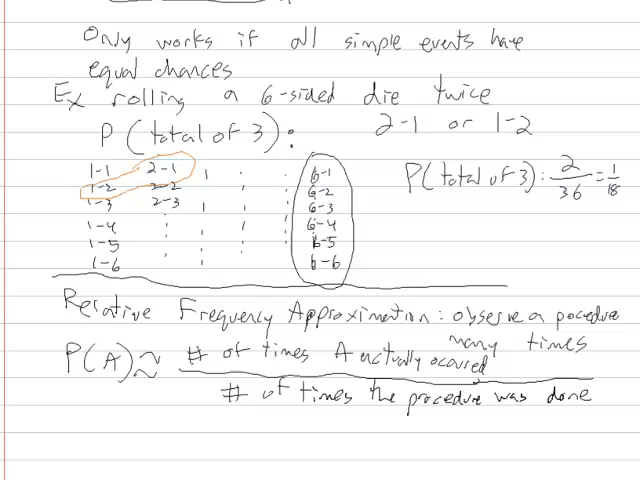 Only works if all simple events have
equal chances
Ex rolling a 6-sided die twice
P(total of 3): 2-1 or 1-2
1-1 2-1 6-1
1-2 2-2 6-2
1-3 2-3 6-3
1-4 6-4
1-5 6-5
1-6 6-6
P(total of 3): 2/36 = 1/18
Relative Frequency Approximation: observe a procedure
many times
P(A) ≈ # of times A actually occured
# of times the procedure was done